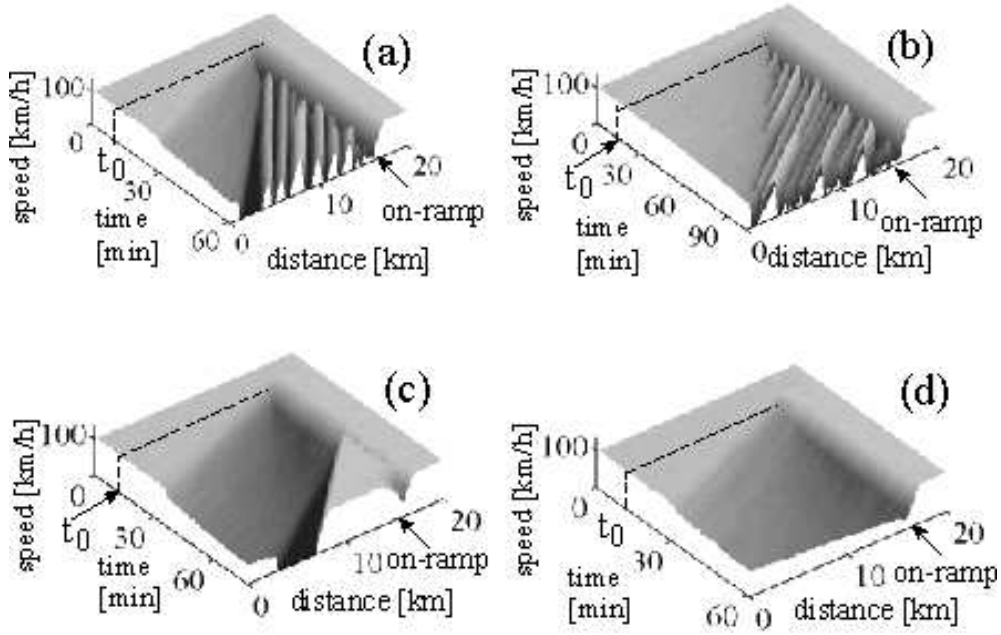 (a)
speed [km/h]
100
0
t0
30
time
[min]
60
0
10
20
on-ramp
distance [km]
(b)
speed [km/h]
100
0
t0
30
60
time
[min]
90
0
10
20
on-ramp
distance [km]
(c)
speed [km/h]
100
0
t0
30
time
[min]
60
0
10
20
on-ramp
distance [km]
(d)
speed [km/h]
100
0
t0
30
time
[min]
60
0
10
20
on-ramp
distance [km]